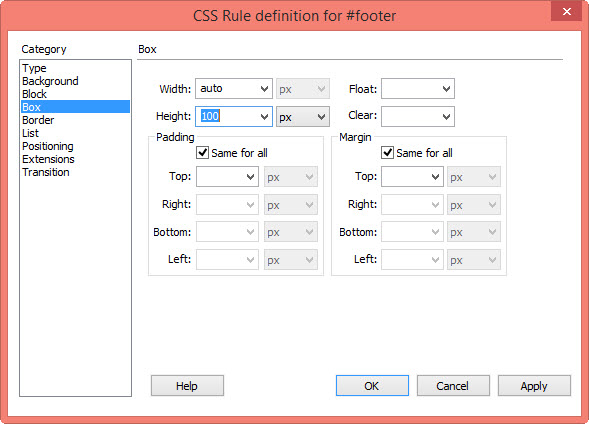 CSS Rule definition for #footer
Category
Box
Type
Background
Block
Box
Border
List
Positioning
Extensions
Transition
Width: auto px Float:
Height: 100 px Clear:
Padding Margin
Same for all Same for all
Top: px Top: px
Right: px Right: px
Bottom: px Bottom: px
Left: px Left: px
Help OK Cancel Apply